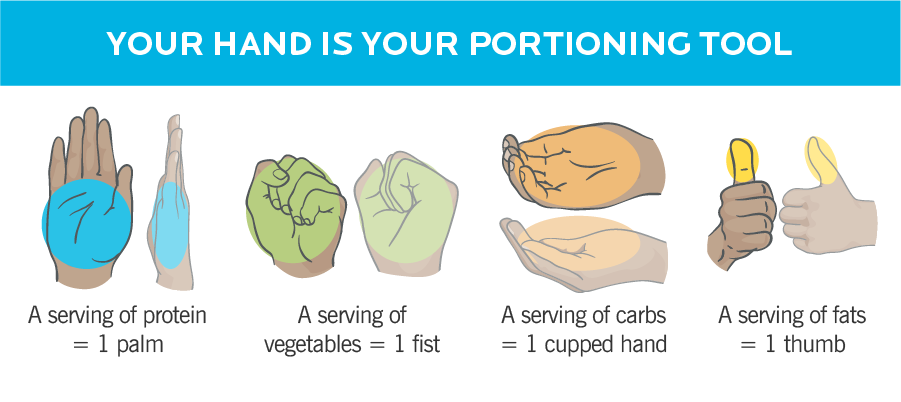 YOUR HAND IS YOUR PORTIONING TOOL
A serving of protein
= 1 palm
A serving of
vegetables = 1 fist
A serving of carbs
= 1 cupped hand
A serving of fats
= 1 thumb